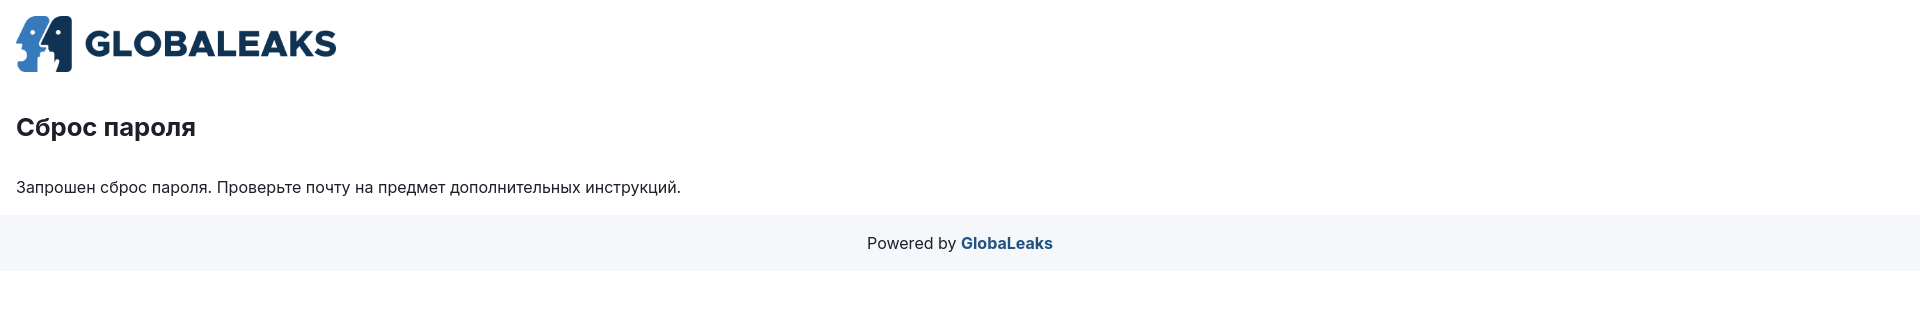 GLOBALEAKS
Сброс пароля
Запрошен сброс пароля. Проверьте почту на предмет дополнительных инструкций.
Powered by GlobaLeaks